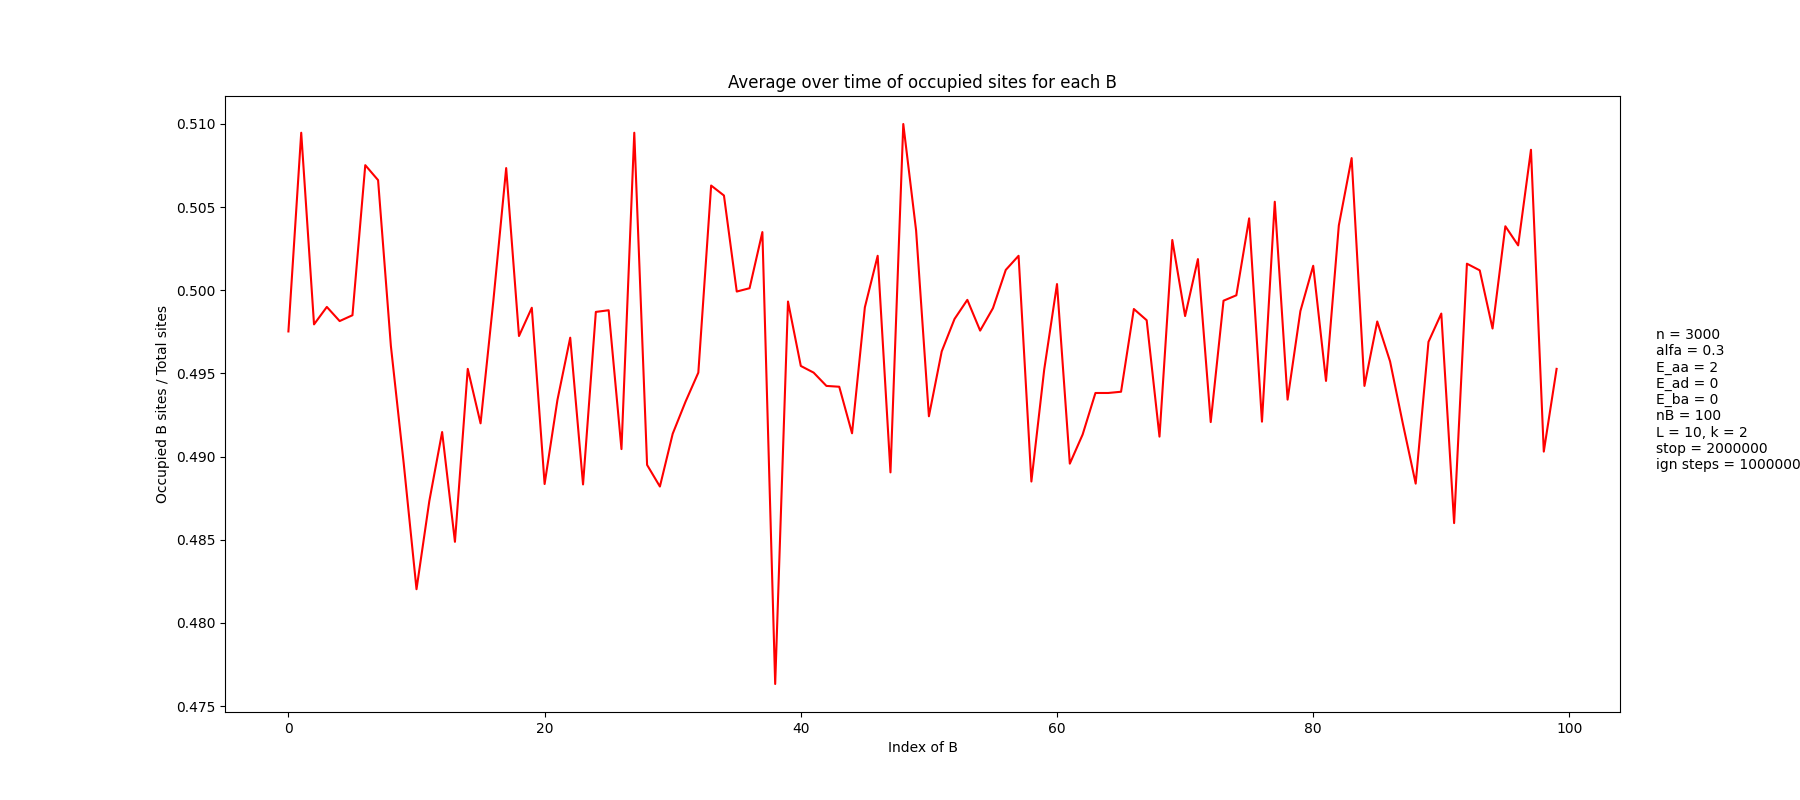 Average over time of occupied sites for each B
0.510
0.505
0.500
0.495
0.490
0.485
0.480
0.475
Occupied B sites / Total sites
0 20 40 60 80 100
Index of B
n = 3000
alfa = 0.3
E_aa = 2
E_ad = 0
E_ba = 0
nB = 100
L = 10, k = 2
stop = 2000000
ign steps = 1000000